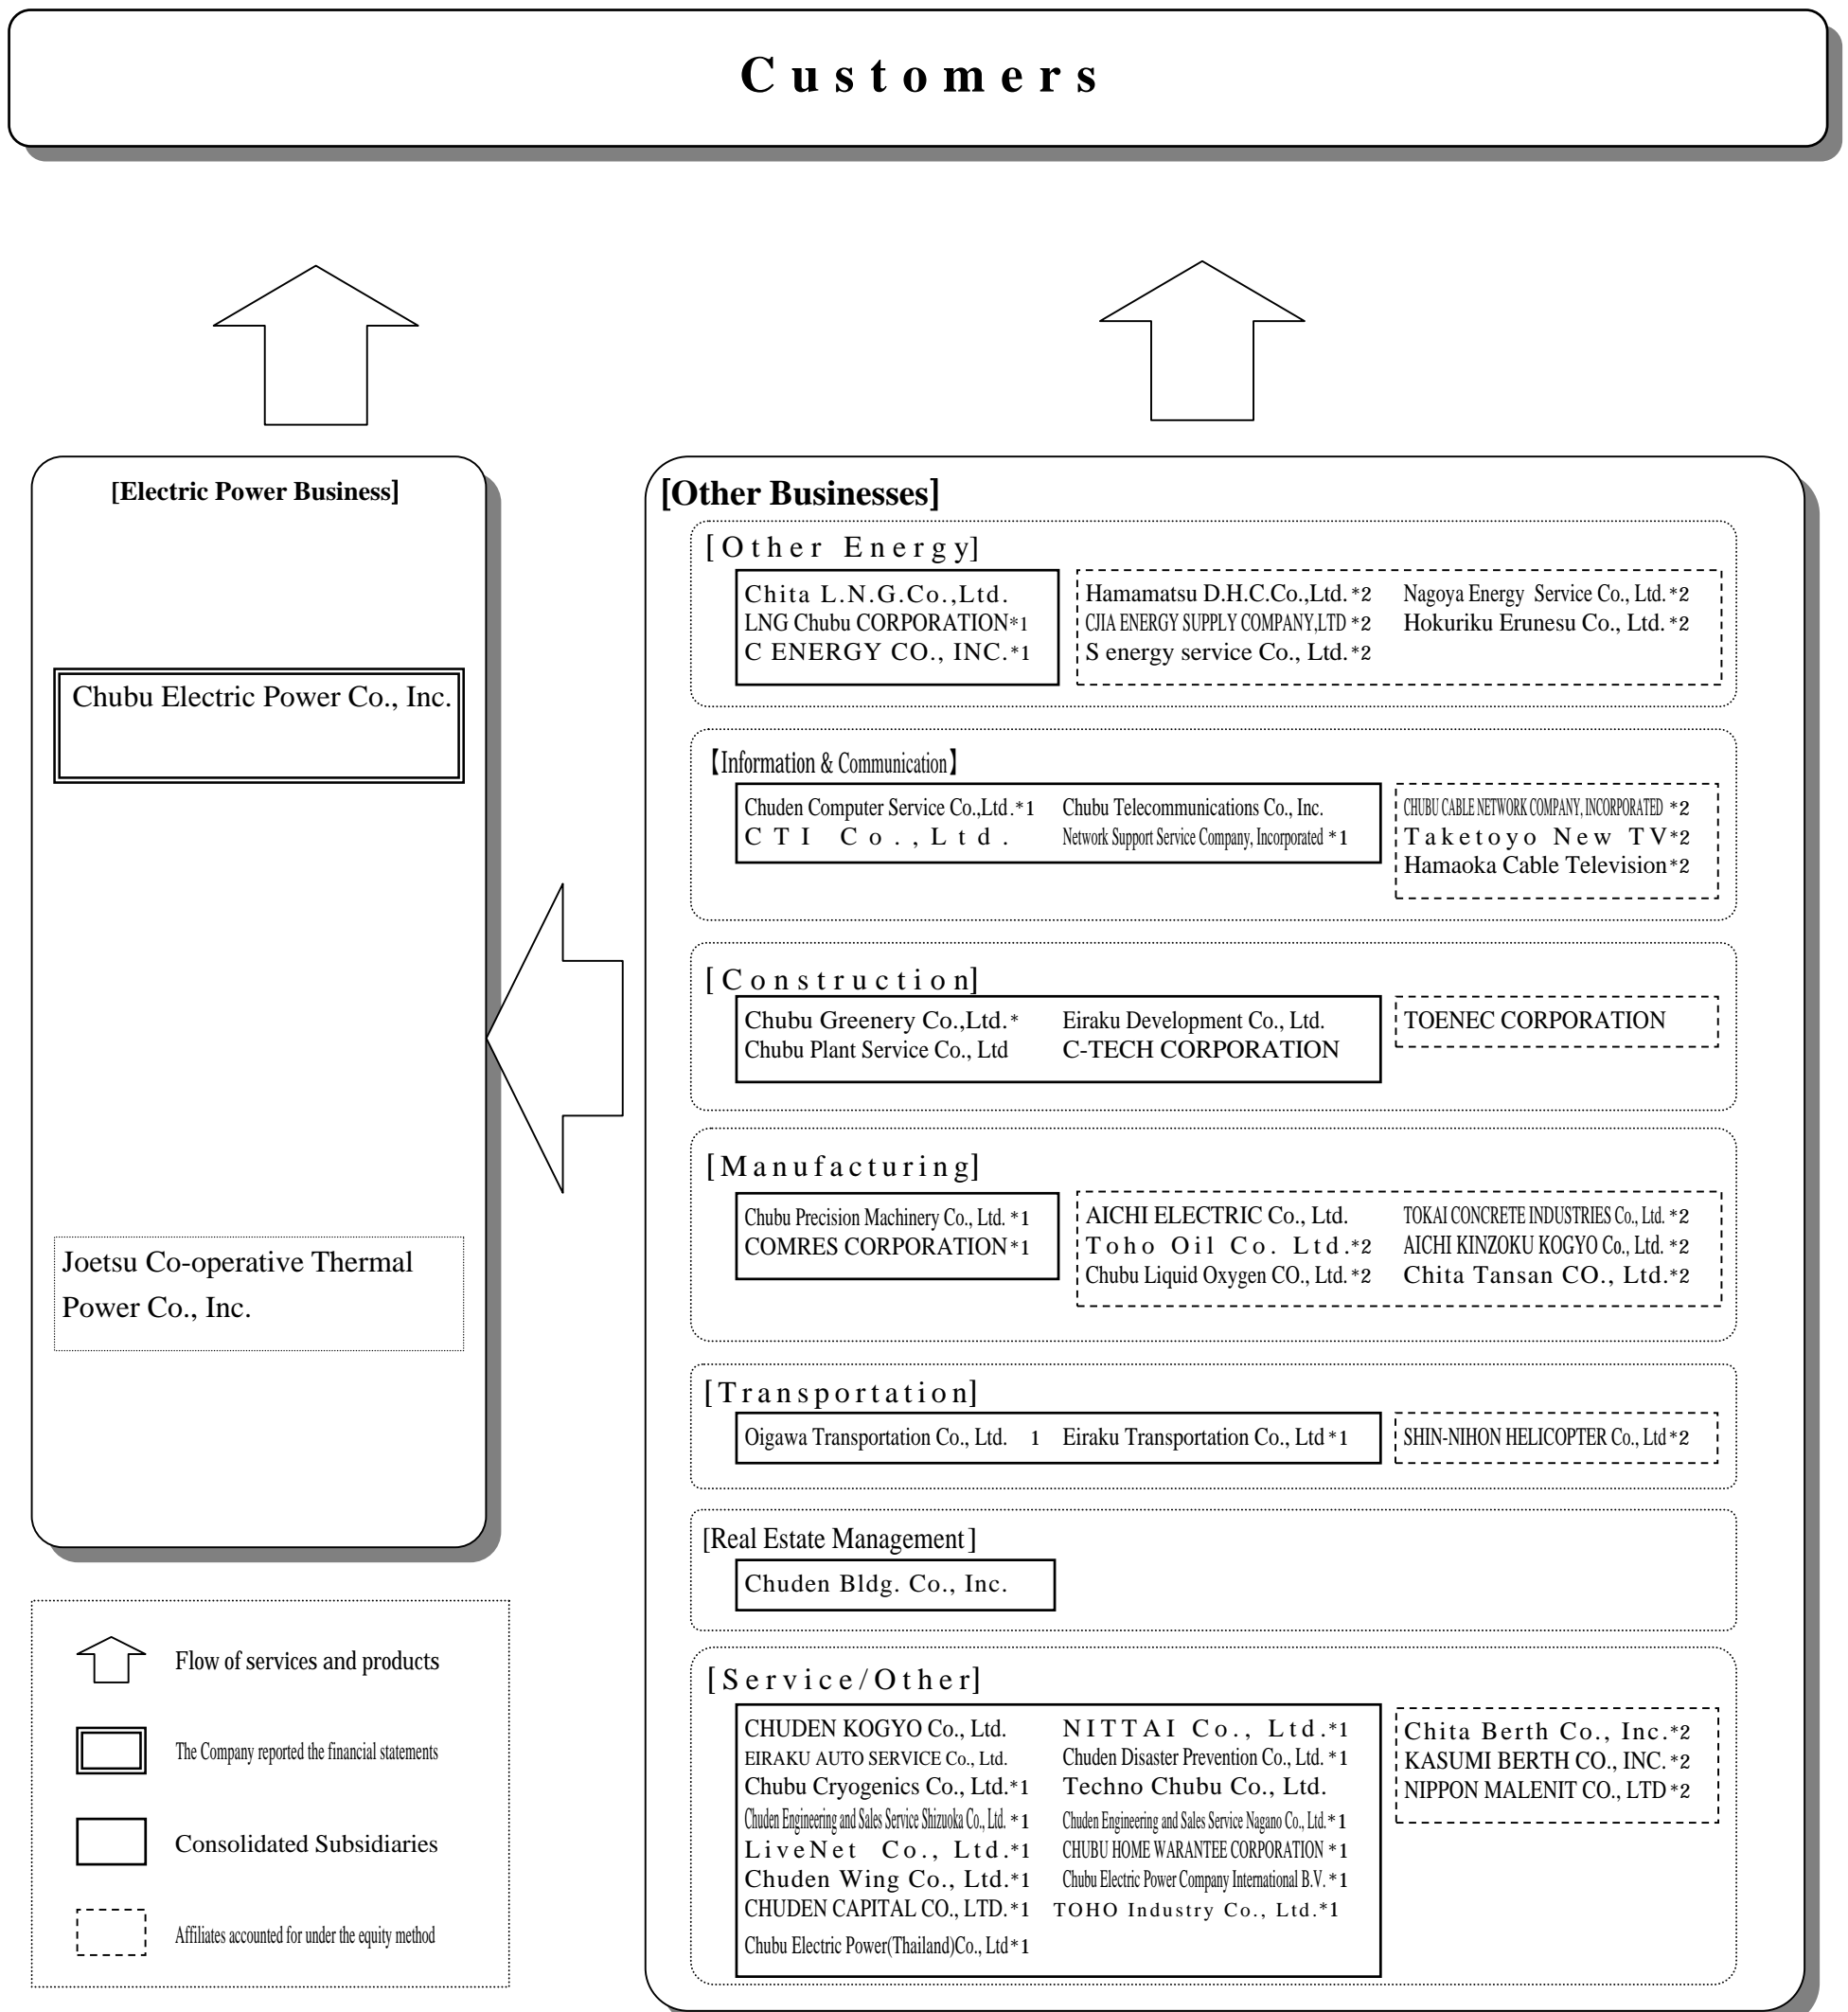 Customers
[Electric Power Business]
Chubu Electric Power Co., Inc.
Joetsu Co-operative Thermal
Power Co., Inc.
Flow of services and products
The Company reported the financial statements
Consolidated Subsidiaries
Affiliates accounted for under the equity method
[Other Businesses]
[Other Energy]
Chita L.N.G.Co.,Ltd.
LNG Chubu CORPORATION*1
C ENERGY CO., INC.*1
Hamamatsu D.H.C.Co.,Ltd.*2 Nagoya Energy Service Co., Ltd.*2
CJIA ENERGY SUPPLY COMPANY,LTD *2 Hokuriku Erunesu Co., Ltd.*2
S energy service Co., Ltd.*2
【Information & Communication】
Chuden Computer Service Co.,Ltd.*1 Chubu Telecommunications Co., Inc.
CTI Co.,Ltd. Network Support Service Company, Incorporated *1
CHUBU CABLE NETWORK COMPANY, INCORPORATED *2
Taketoyo New TV*2
Hamaoka Cable Television*2
[Construction]
Chubu Greenery Co.,Ltd.* Eiraku Development Co., Ltd.
Chubu Plant Service Co., Ltd C-TECH CORPORATION
TOENEC CORPORATION
[Manufacturing]
Chubu Precision Machinery Co., Ltd. *1
COMRES CORPORATION*1
AICHI ELECTRIC Co., Ltd. TOKAI CONCRETE INDUSTRIES Co., Ltd. *2
Toho Oil Co. Ltd.*2 AICHI KINZOKU KOGYO Co., Ltd. *2
Chubu Liquid Oxygen CO., Ltd.*2 Chita Tansan CO., Ltd.*2
[Transportation]
Oigawa Transportation Co., Ltd. 1 Eiraku Transportation Co., Ltd*1
SHIN-NIHON HELICOPTER Co., Ltd*2
[Real Estate Management]
Chuden Bldg. Co., Inc.
[Service/Other]
CHUDEN KOGYO Co., Ltd. NITTAI Co., Ltd.*1
EIRAKU AUTO SERVICE Co., Ltd. Chuden Disaster Prevention Co., Ltd. *1
Chubu Cryogenics Co., Ltd.*1 Techno Chubu Co., Ltd.
Chuden Engineering and Sales Service Shizuoka Co., Ltd. *1 Chuden Engineering and Sales Service Nagano Co., Ltd.*1
LiveNet Co., Ltd.*1 CHUBU HOME WARANTEE CORPORATION *1
Chuden Wing Co., Ltd.*1 Chubu Electric Power Company International B.V. *1
CHUDEN CAPITAL CO., LTD.*1 TOHO Industry Co., Ltd.*1
Chubu Electric Power(Thailand)Co., Ltd*1
Chita Berth Co., Inc.*2
KASUMI BERTH CO., INC.*2
NIPPON MALENIT CO., LTD*2